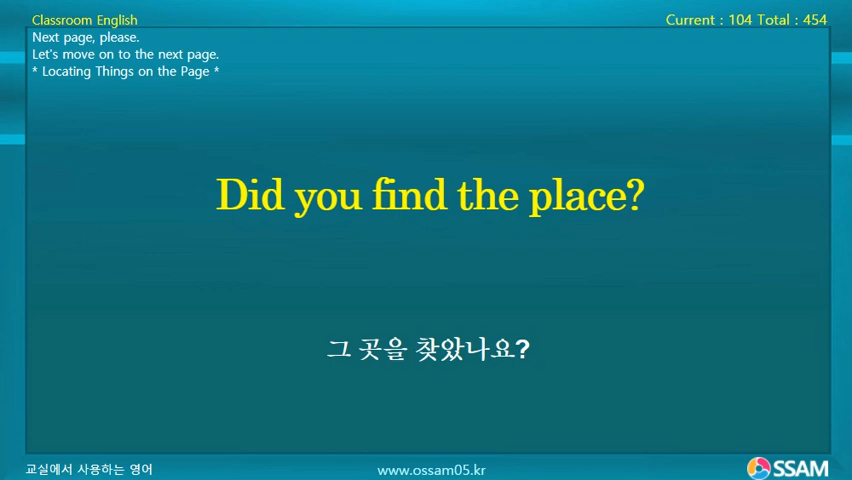 Classroom English
Current : 104 Total : 454
Next page, please.
Let's move on to the next page.
* Locating Things on the Page *
Did you find the place?
그 곳을 찾았나요?
교실에서 사용하는 영어
www.ossam05.kr
OSSAM